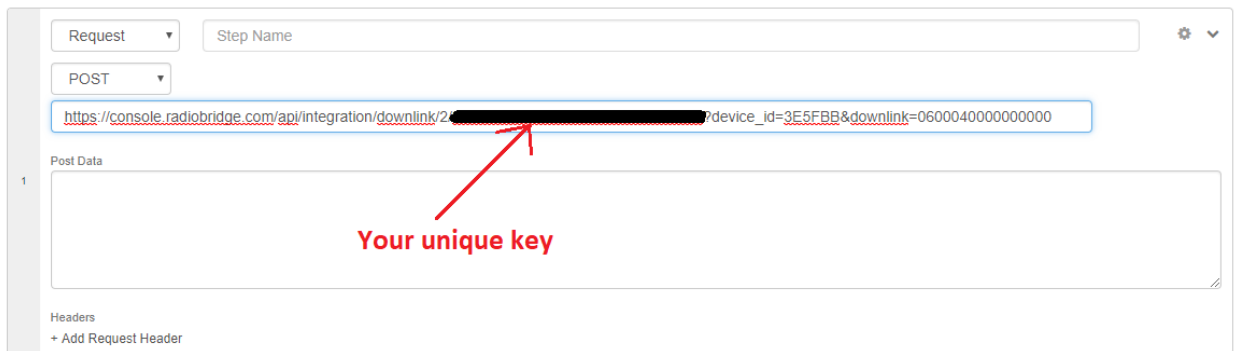 Request
Step Name
POST
https://console.radiobridge.com/api/integration/downlink/2/ ?device_id=3E5FBB&downlink=0600040000000000
Post Data
1
Your unique key
Headers
+ Add Request Header